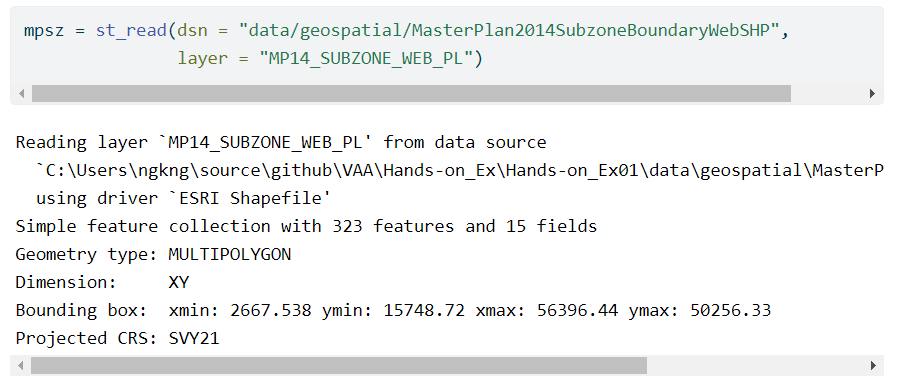 mpsz = st_read(dsn = "data/geospatial/MasterPlan2014SubzoneBoundaryWebSHP",
layer = "MP14_SUBZONE_WEB_PL")
Reading layer `MP14_SUBZONE_WEB_PL' from data source
`C:\Users\ngkng\source\github\VAA\Hands-on_Ex\Hands-on_Ex01\data\geospatial\MasterP
using driver `ESRI Shapefile'
Simple feature collection with 323 features and 15 fields
Geometry type: MULTIPOLYGON
Dimension:     XY
Bounding box:  xmin: 2667.538 ymin: 15748.72 xmax: 56396.44 ymax: 50256.33
Projected CRS: SVY21